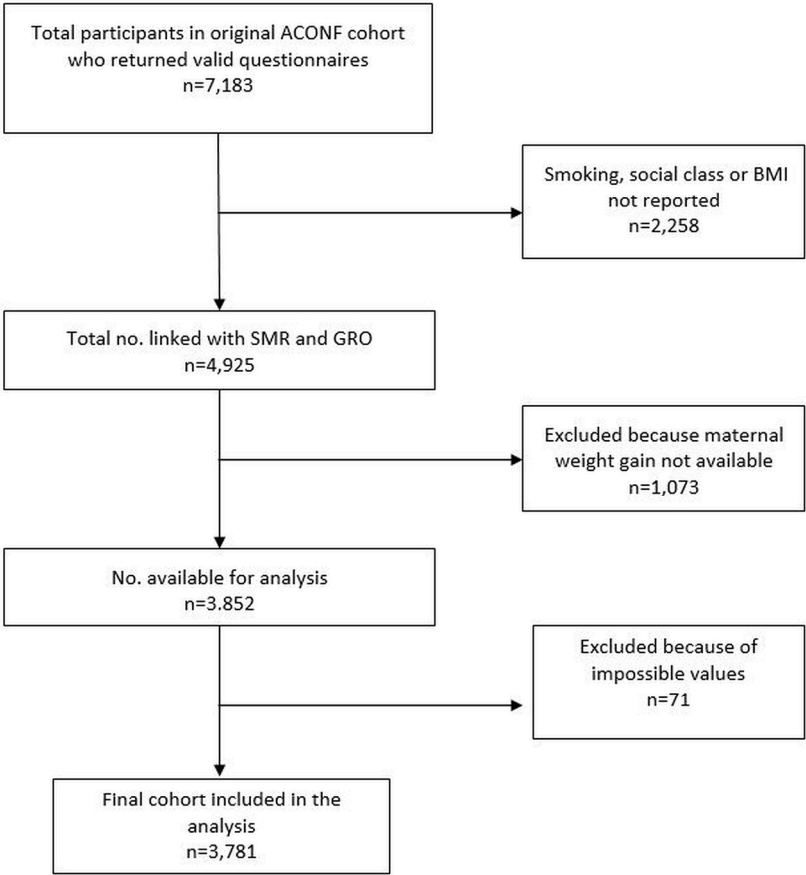 Total participants in original ACONF cohort
who returned valid questionnaires
n=7,183
Smoking, social class or BMI
not reported
n=2,258
Total no. linked with SMR and GRO
n=4,925
Excluded because maternal
weight gain not available
n=1,073
No. available for analysis
n=3.852
Excluded because of
impossible values
n=71
Final cohort included in the
analysis
n=3,781